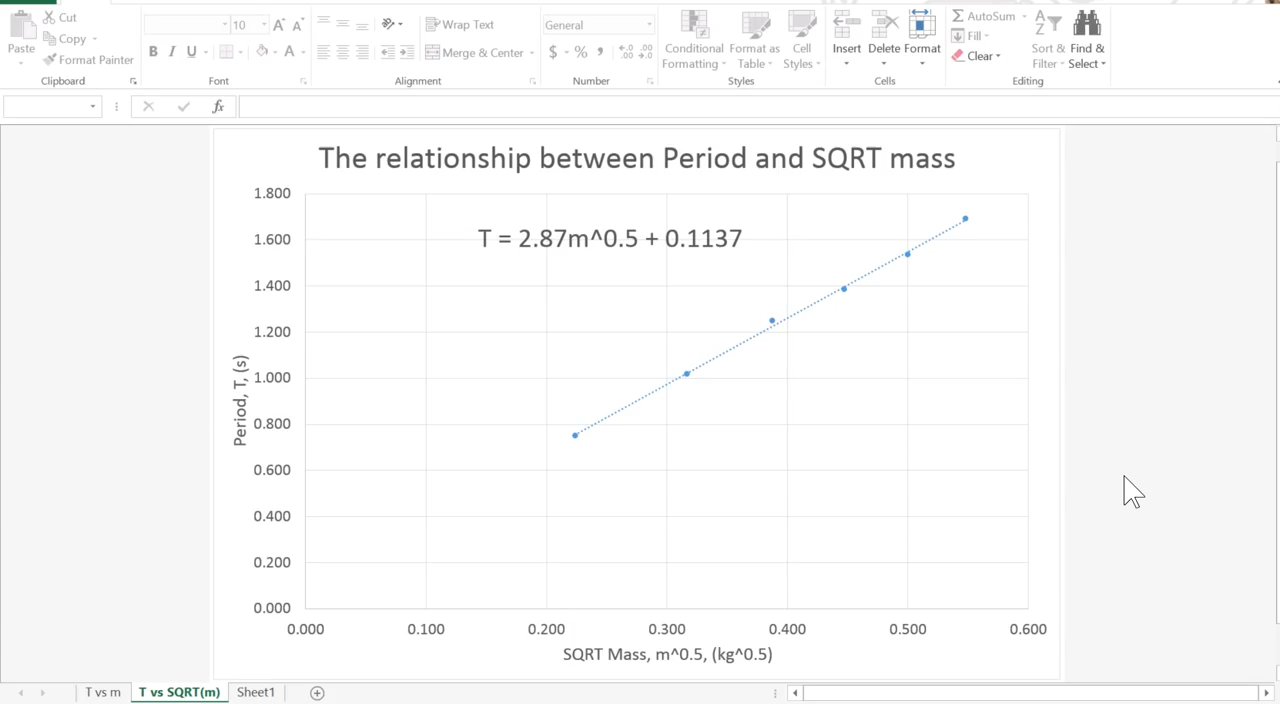 Cut
Copy
Format Painter
Paste
Clipboard
10
A A
B I U A
Font
Wrap Text
Merge & Center
Alignment
General
$ % ,
.00 .00
Number
Conditional Formatting
Format as Table
Cell Styles
Styles
Insert
Delete
Format
Cells
AutoSum
Fill
Clear
Sort & Filter
Find & Select
Editing
fx
The relationship between Period and SQRT mass
T = 2.87m^0.5 + 0.1137
1.800
1.600
1.400
1.200
1.000
0.800
0.600
0.400
0.200
0.000
Period, T, (s)
0.000 0.100 0.200 0.300 0.400 0.500 0.600
SQRT Mass, m^0.5, (kg^0.5)
T vs m
T vs SQRT(m)
Sheet1